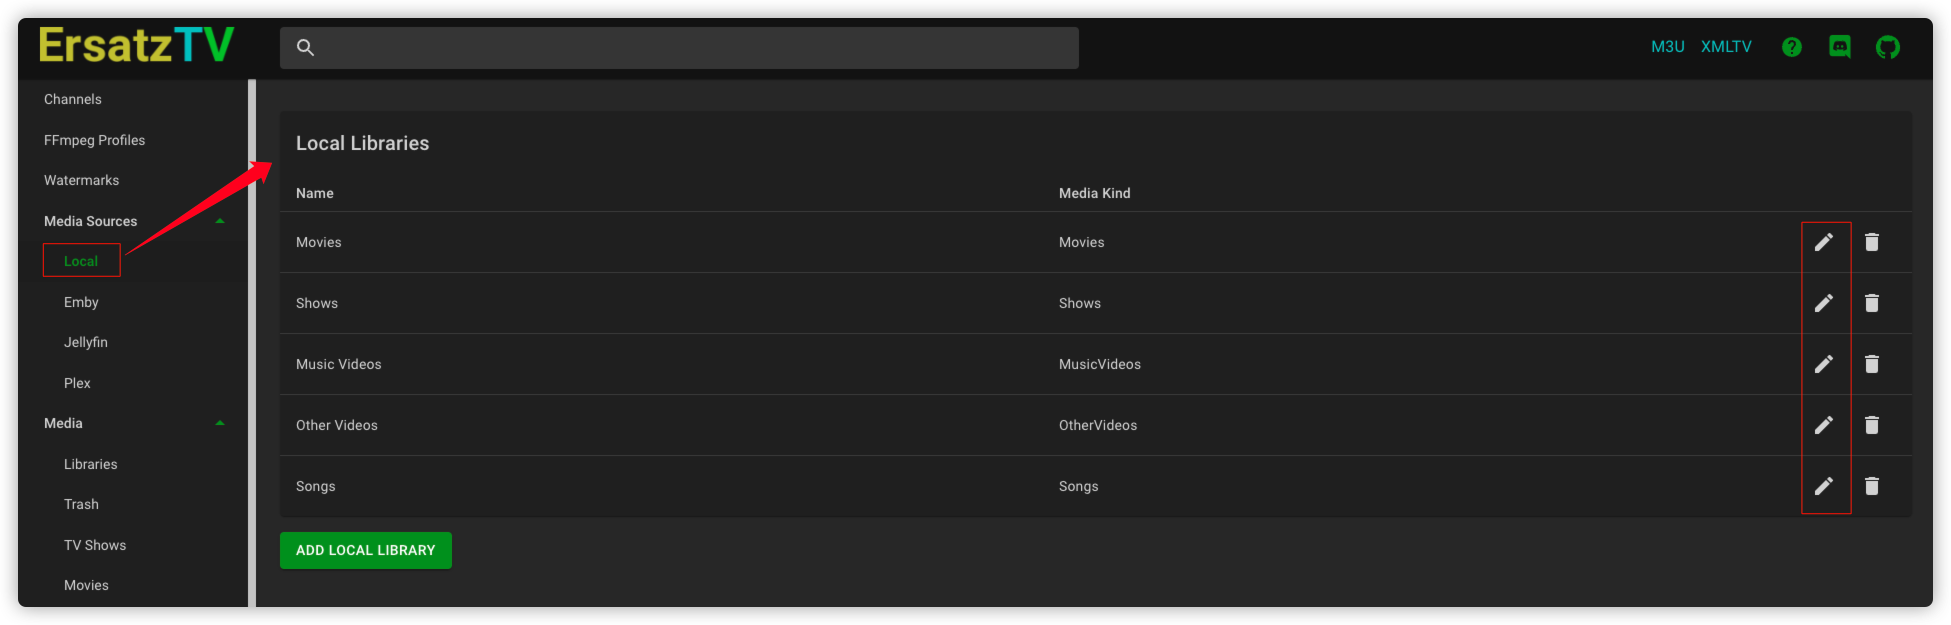 ErsatzTV
M3U XMLTV
Channels
FFmpeg Profiles
Watermarks
Media Sources
Local
Emby
Jellyfin
Plex
Media
Libraries
Trash
TV Shows
Movies
Local Libraries
Name Media Kind
Movies Movies
Shows Shows
Music Videos MusicVideos
Other Videos OtherVideos
Songs Songs
ADD LOCAL LIBRARY